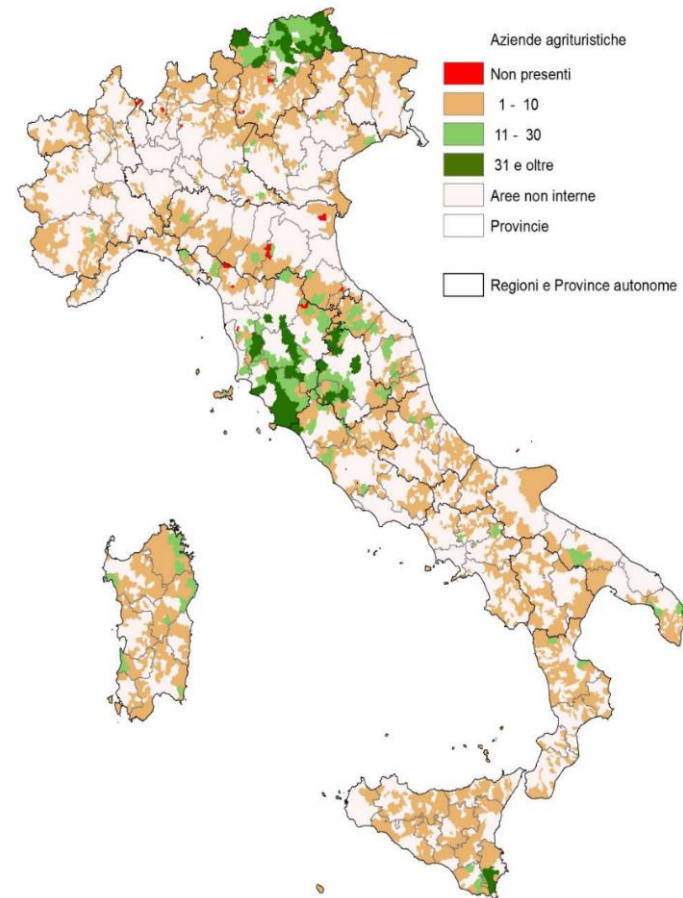 Aziende agrituristiche
Non presenti
1 - 10
11 - 30
31 e oltre
Aree non interne
Provincie
Regioni e Province autonome